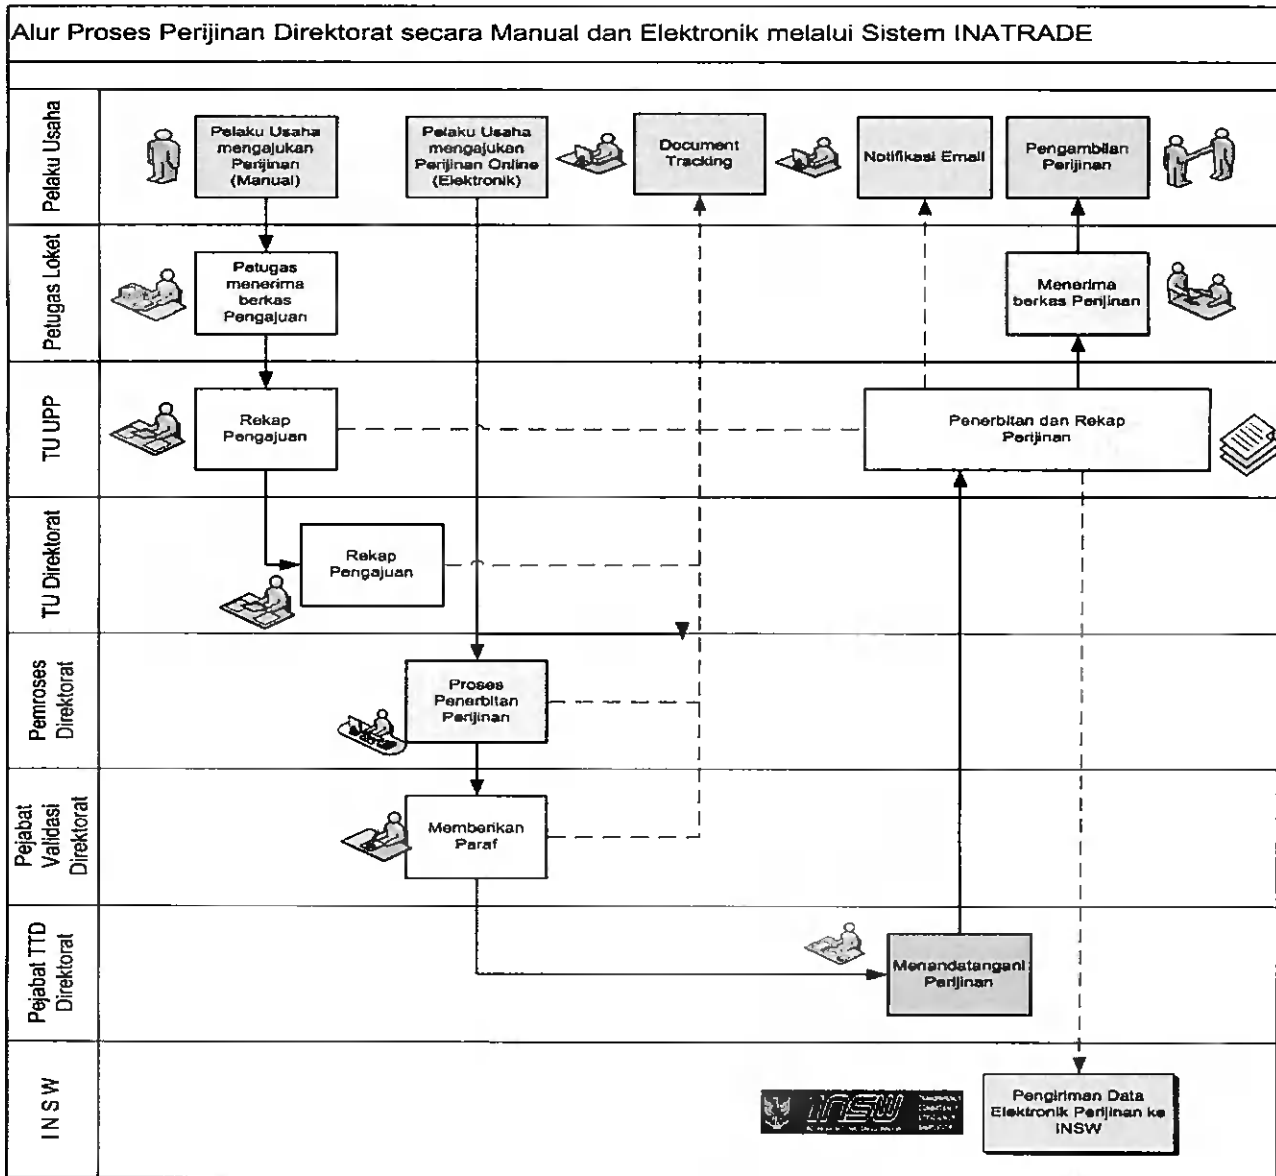 Alur Proses Perijinan Direktorat secara Manual dan Elektronik melalui Sistem INATRADE
Pelaku Usaha
Pelaku Usaha
mengajukan
Perijinan
(Manual)
Pelaku Usaha
mengajukan
Perijinan Online
(Elektronik)
Document
Tracking
Notifikasi Email
Pengambilan
Perijinan
Petugas Loket
Petugas
menerima
berkas
Pengajuan
Menerima
berkas Perijinan
TU UPP
Rekap
Pengajuan
Penerbitan dan Rekap
Perijinan
TU Direktorat
Rekap
Pengajuan
Pemroses
Direktorat
Proses
Penerbitan
Perijinan
Pejabat
Validasi
Direktorat
Memberikan
Paraf
Pejabat TTD
Direktorat
Menandatangani
Perijinan
I N S W
INSW
Pengiriman Data
Elektronik Perijinan ke
INSW